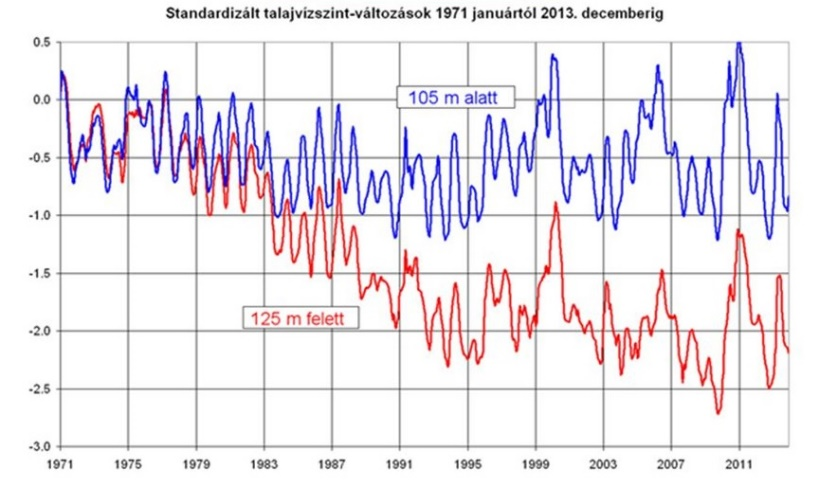 Standardizált talajvízszint-változások 1971 januártól 2013. decemberig
0.5
0.0
-0.5
-1.0
-1.5
-2.0
-2.5
-3.0
105 m alatt
125 m felett
1971 1975 1979 1983 1987 1991 1995 1999 2003 2007 2011